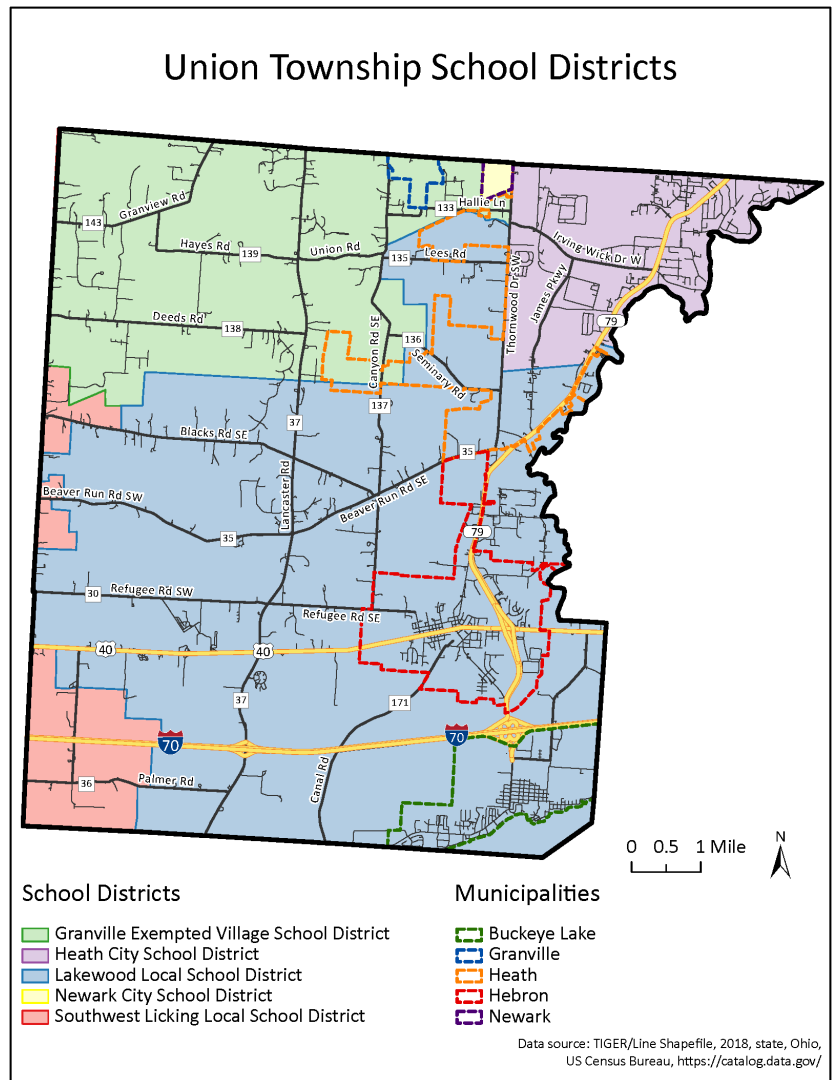 Union Township School Districts
Granview Rd
143
133
Hallie Ln
Hayes Rd
139
Union Rd
135
Lees Rd
Irving-Wick Dr W
Thornwood Dr SW
James Pkwy
79
Deeds Rd
138
Canyon Rd SE
136
Seminary Rd
137
37
Blacks Rd SE
35
Lancaster Rd
Beaver Run Rd SW
Beaver Run Rd SE
35
79
30
Refugee Rd SW
Refugee Rd SE
40
40
37
171
70
70
36
Palmer Rd
Canal Rd
0 0.5 1 Mile
N
School Districts
Granville Exempted Village School District
Heath City School District
Lakewood Local School District
Newark City School District
Southwest Licking Local School District
Municipalities
Buckeye Lake
Granville
Heath
Hebron
Newark
Data source: TIGER/Line Shapefile, 2018, state, Ohio,
US Census Bureau, https://catalog.data.gov/